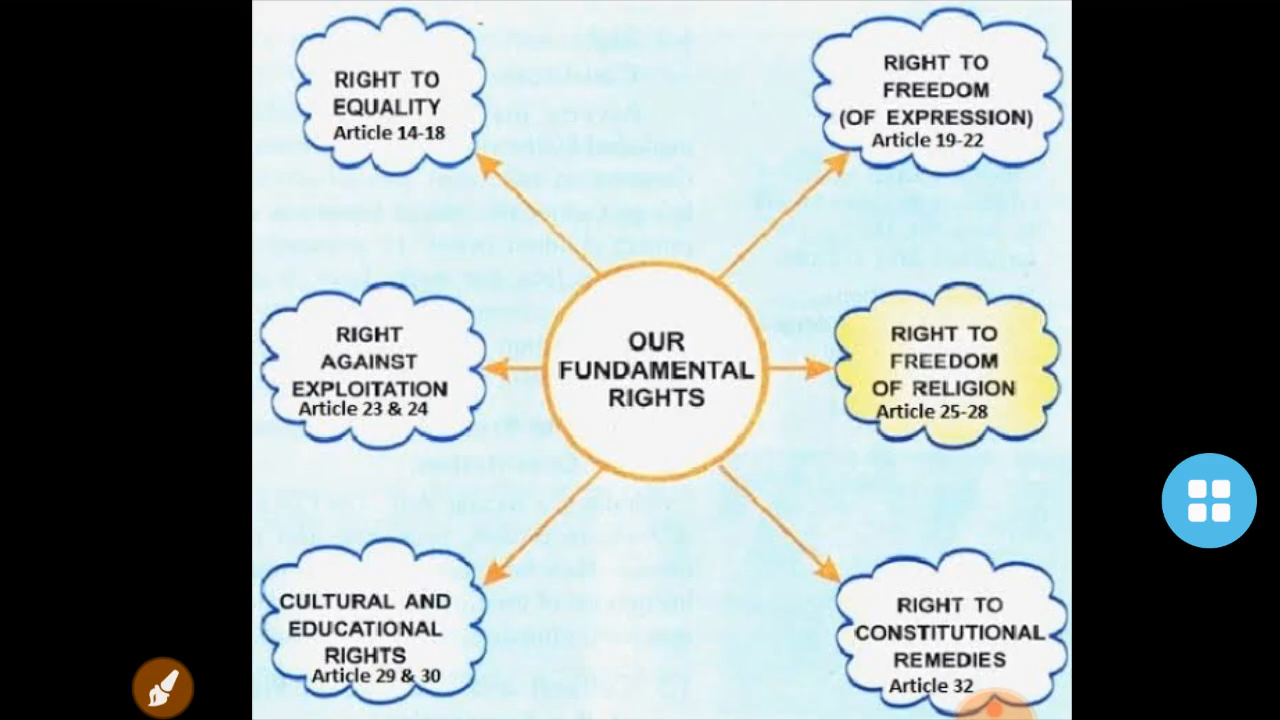 RIGHT TO
EQUALITY
Article 14-18
RIGHT TO
FREEDOM
(OF EXPRESSION)
Article 19-22
RIGHT
AGAINST
EXPLOITATION
Article 23 & 24
OUR
FUNDAMENTAL
RIGHTS
RIGHT TO
FREEDOM
OF RELIGION
Article 25-28
CULTURAL AND
EDUCATIONAL
RIGHTS
Article 29 & 30
RIGHT TO
CONSTITUTIONAL
REMEDIES
Article 32